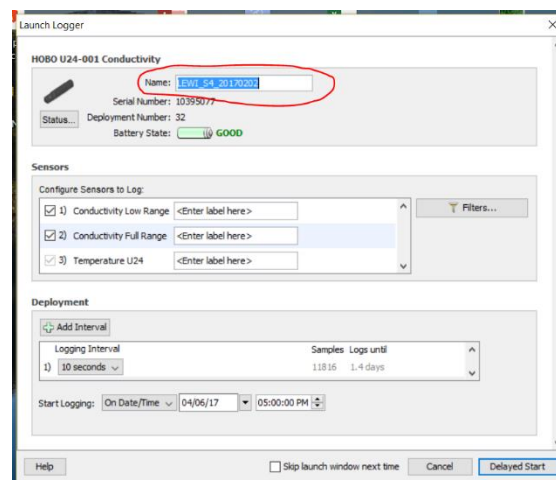 Launch Logger
HOBO U24-001 Conductivity
Name: LEWI_S4_20170202
Serial Number: 10395077
Status... Deployment Number: 32
Battery State: GOOD
Sensors
Configure Sensors to Log:
1) Conductivity Low Range <Enter label here> Filters...
2) Conductivity Full Range <Enter label here>
3) Temperature U24 <Enter label here>
Deployment
Add Interval
Logging Interval Samples Logs until
1) 10 seconds 11816 1.4 days
Start Logging: On Date/Time 04/06/17 05:00:00 PM
Help Skip launch window next time Cancel Delayed Start